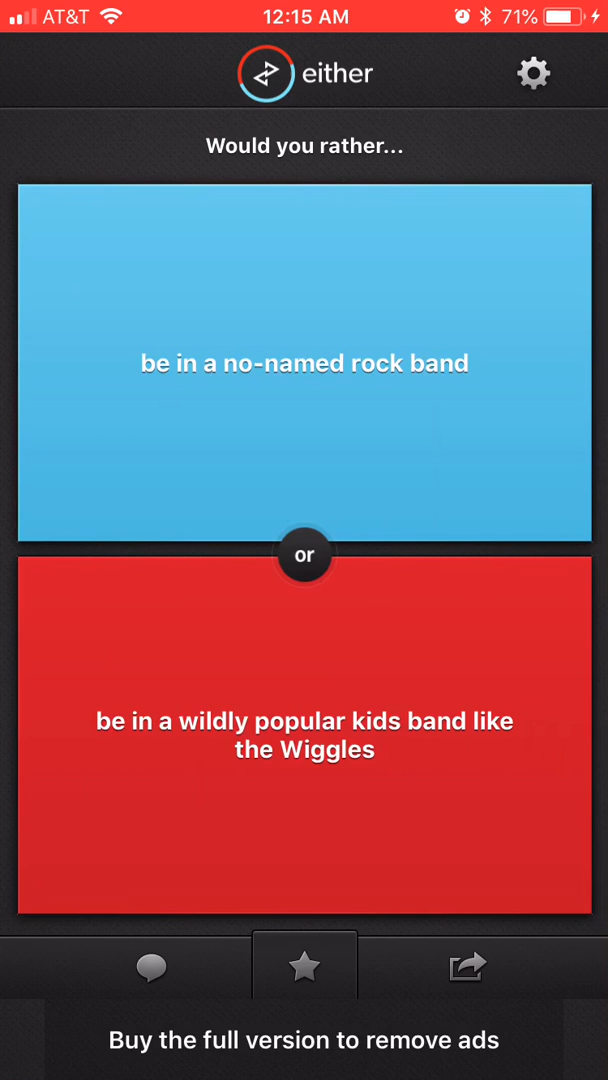 AT&T 12:15 AM 71%
either
Would you rather...
be in a no-named rock band
or
be in a wildly popular kids band like
the Wiggles
Buy the full version to remove ads